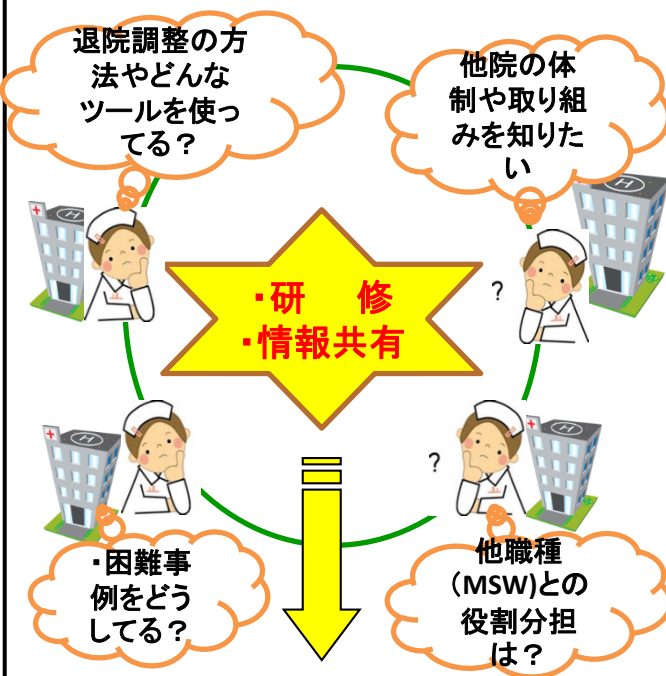 退院調整の方
法やどんな
ツールを使っ
てる？
他院の体
制や取り組
みを知りた
い
H
H
?
・研　修
・情報共有
H
?
H
・困難事
例をどう
してる？
他職種
（MSW)との
役割分担
は？